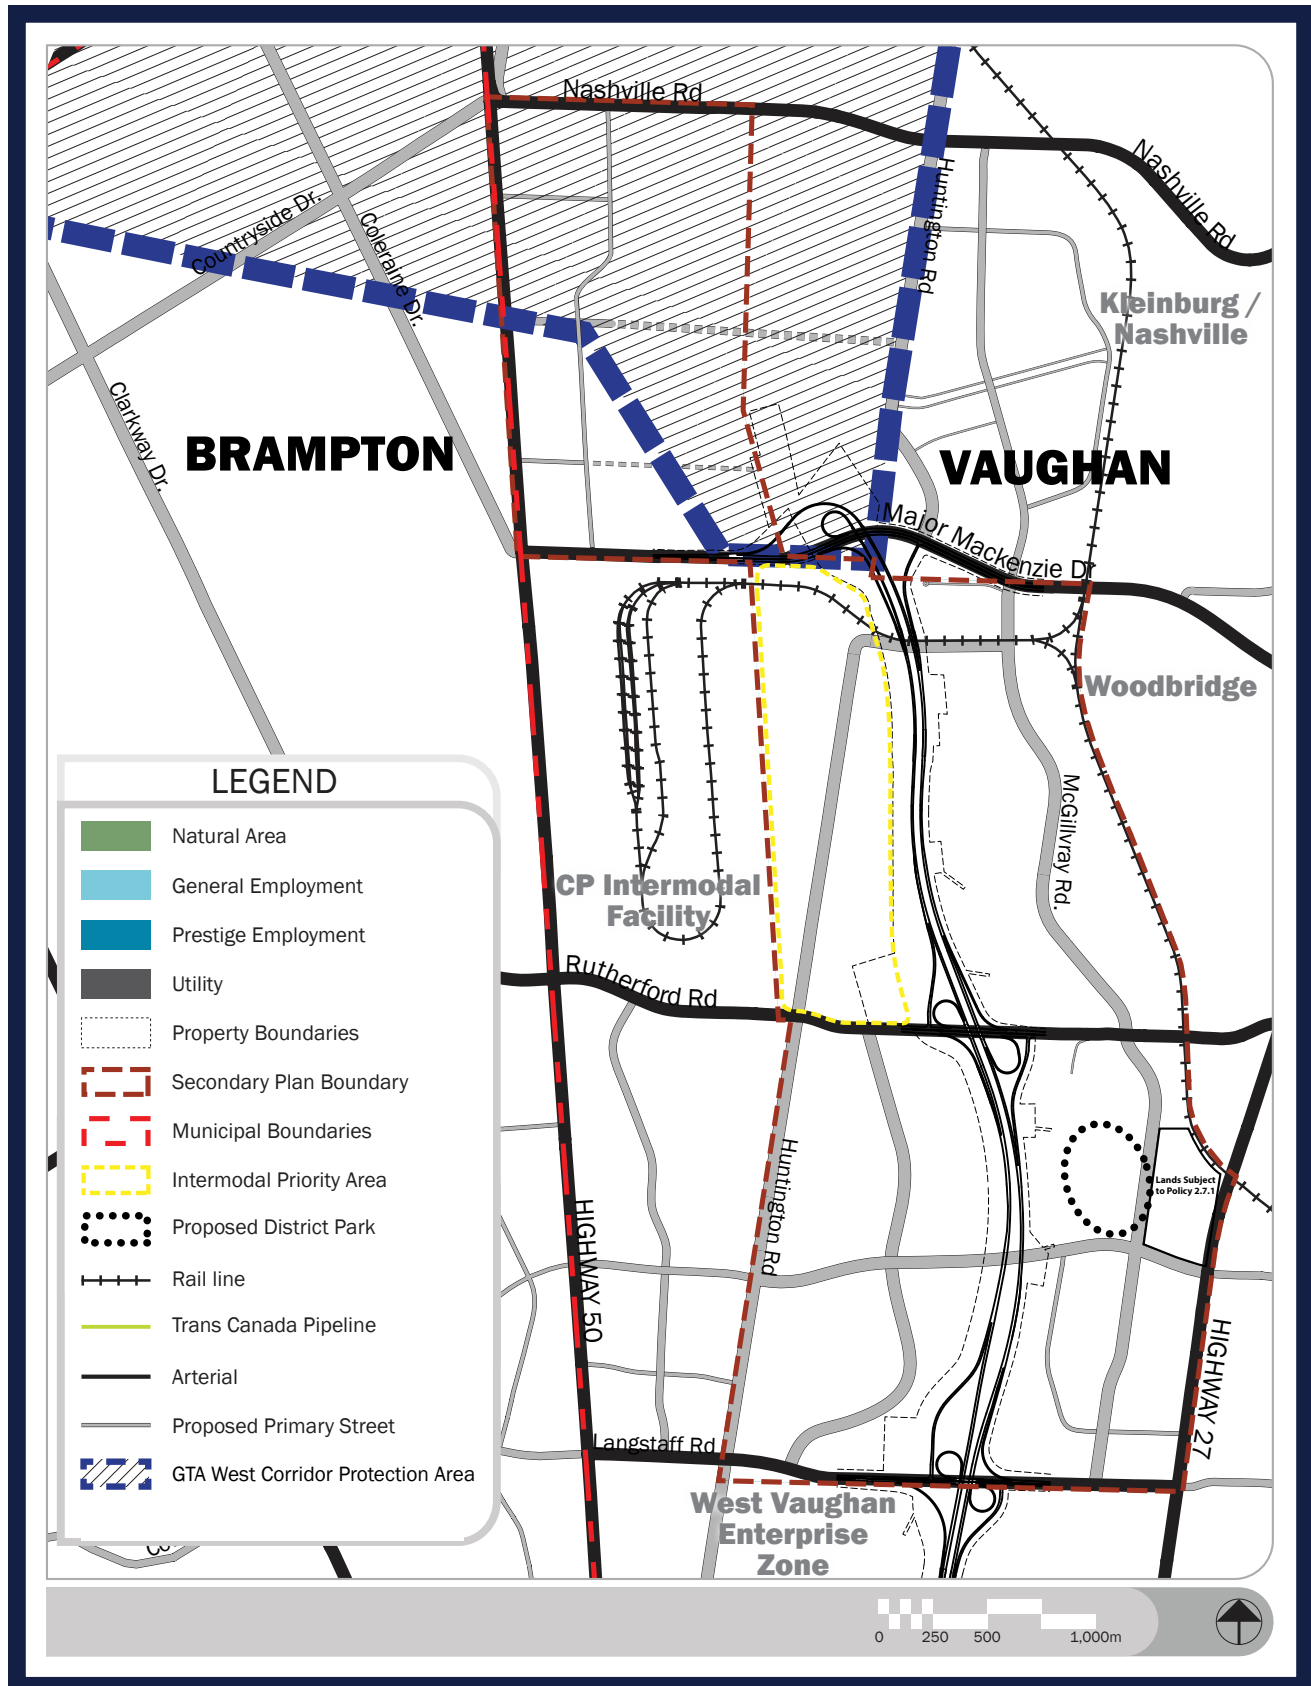 Nashville Rd
Nashville Rd
Huntington Rd
Countryside Dr.
Coleraine Dr.
Kleinburg /
Nashville
Clarkway Dr.
BRAMPTON
VAUGHAN
Major Mackenzie Dr
Woodbridge
McGillvray Rd.
CP Intermodal
Facility
Rutherford Rd
Huntington Rd
Lands Subject
to Policy 2.7.1
HIGHWAY 50
HIGHWAY 27
Langstaff Rd
West Vaughan
Enterprise
Zone
LEGEND
Natural Area
General Employment
Prestige Employment
Utility
Property Boundaries
Secondary Plan Boundary
Municipal Boundaries
Intermodal Priority Area
Proposed District Park
Rail line
Trans Canada Pipeline
Arterial
Proposed Primary Street
GTA West Corridor Protection Area
0 250 500 1,000m